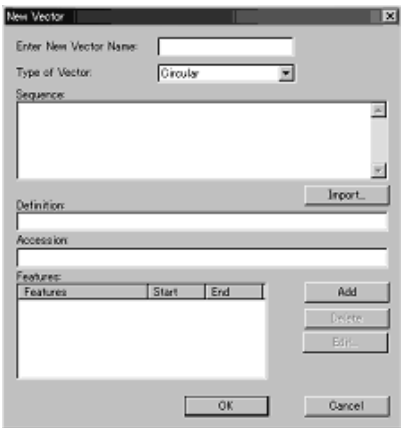 New Vector
Enter New Vector Name:
Type of Vector: Circular
Sequence:
Import...
Definition:
Accession:
Features:
Features Start End
Add
Delete
Edit...
OK Cancel